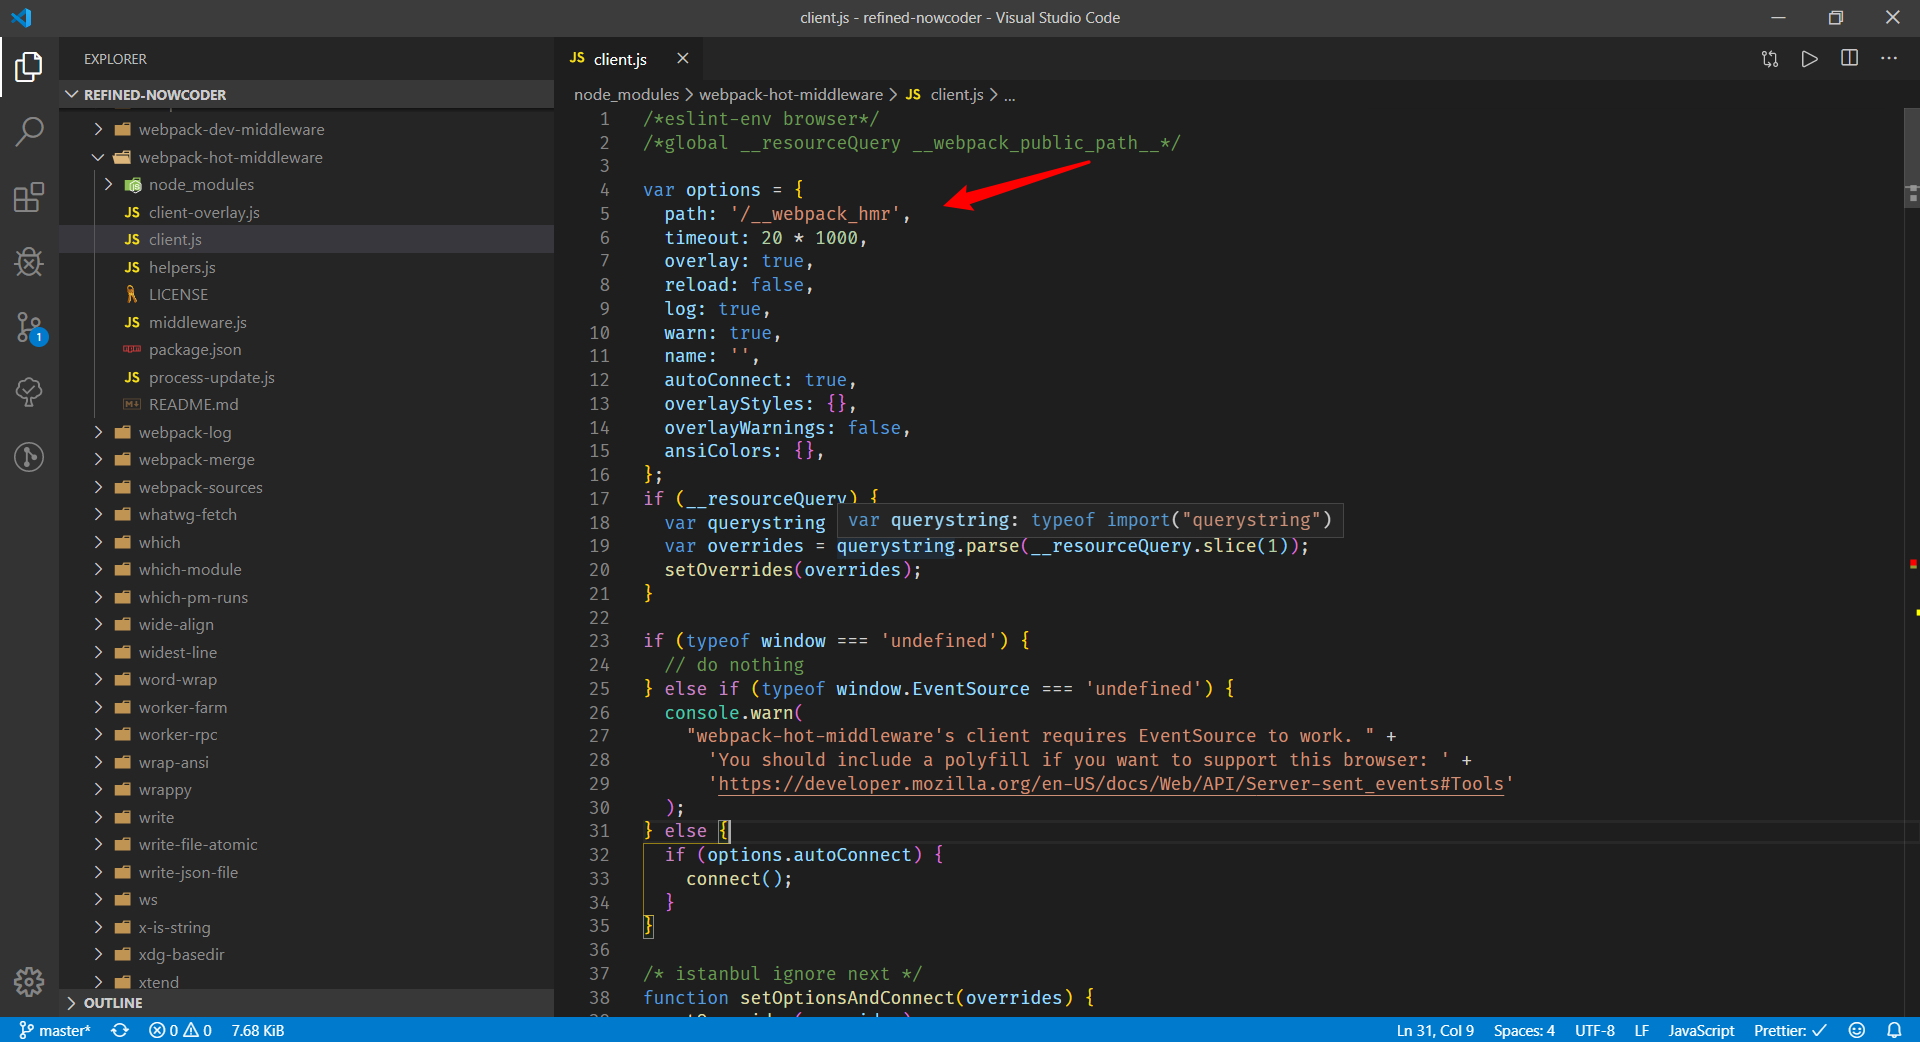 client.js - refined-nowcoder - Visual Studio Code
EXPLORER
REFINED-NOWCODER
webpack-dev-middleware
webpack-hot-middleware
node_modules
JS client-overlay.js
JS client.js
JS helpers.js
LICENSE
JS middleware.js
package.json
JS process-update.js
README.md
webpack-log
webpack-merge
webpack-sources
whatwg-fetch
which
which-module
which-pm-runs
wide-align
widest-line
word-wrap
worker-farm
worker-rpc
wrap-ansi
wrappy
write
write-file-atomic
write-json-file
ws
x-is-string
xdg-basedir
xtend
OUTLINE
1
JS client.js
node_modules > webpack-hot-middleware > JS client.js > ...
1 /*eslint-env browser*/
2 /*global __resourceQuery __webpack_public_path__*/
3
4 var options = {
5 path: '/__webpack_hmr',
6 timeout: 20 * 1000,
7 overlay: true,
8 reload: false,
9 log: true,
10 warn: true,
11 name: '',
12 autoConnect: true,
13 overlayStyles: {},
14 overlayWarnings: false,
15 ansiColors: {},
16 };
17 if (__resourceQuery) {
18 var querystring
var querystring: typeof import("querystring")
19 var overrides = querystring.parse(__resourceQuery.slice(1));
20 setOverrides(overrides);
21 }
22
23 if (typeof window === 'undefined') {
24 // do nothing
25 } else if (typeof window.EventSource === 'undefined') {
26 console.warn(
27 "webpack-hot-middleware's client requires EventSource to work. " +
28 'You should include a polyfill if you want to support this browser: ' +
29 'https://developer.mozilla.org/en-US/docs/Web/API/Server-sent_events#Tools'
30 );
31 } else {
32 if (options.autoConnect) {
33 connect();
34 }
35 }
36
37 /* istanbul ignore next */
38 function setOptionsAndConnect(overrides) {
master* 0 0 7.68 KiB
Ln 31, Col 9 Spaces: 4 UTF-8 LF JavaScript Prettier: ✓